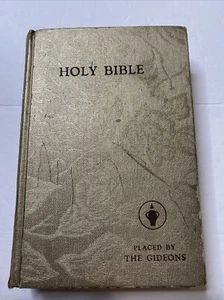 HOLY BIBLE
PLACED BY
THE GIDEONS